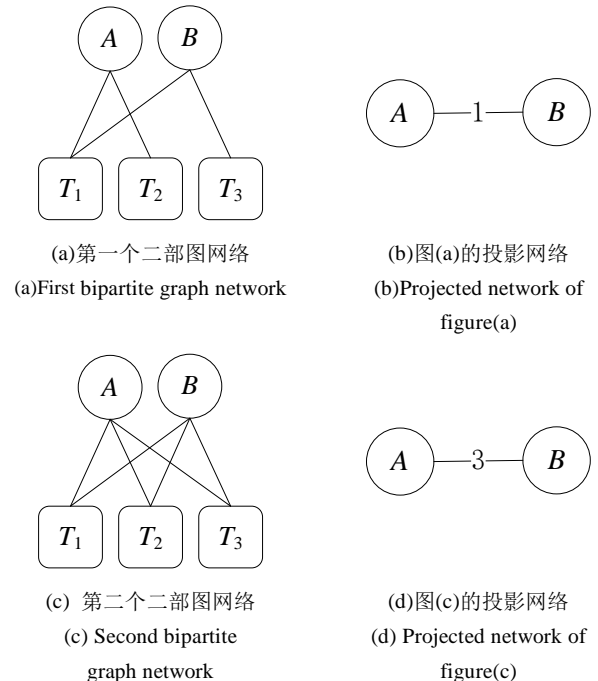 A B
A 1 B
T1 T2 T3
(a)第一个二部图网络
(a)First bipartite graph network
(b)图(a)的投影网络
(b)Projected network of
figure(a)
A B
A 3 B
T1 T2 T3
(c) 第二个二部图网络
(c) Second bipartite
graph network
(d)图(c)的投影网络
(d) Projected network of
figure(c)